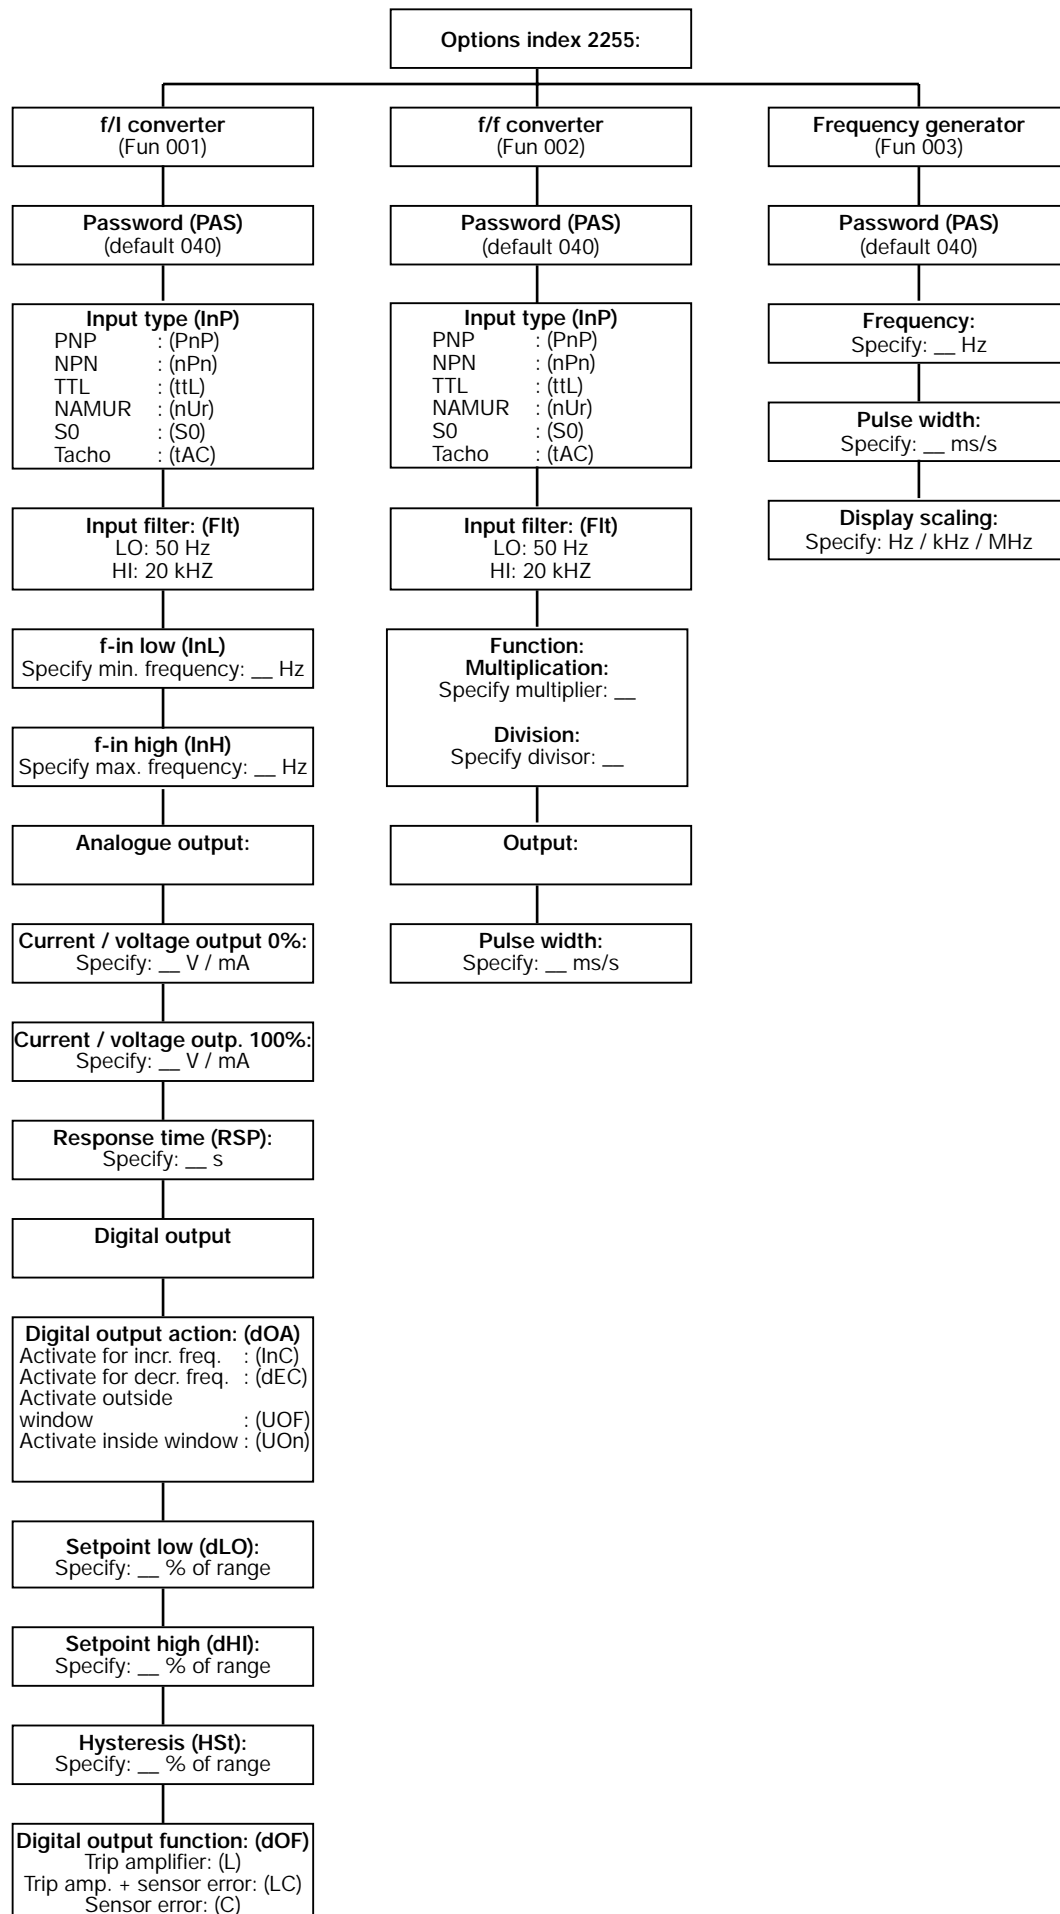 Options index 2255:
f/I converter
(Fun 001)
Password (PAS)
(default 040)
Input type (InP)
PNP : (PnP)
NPN : (nPn)
TTL : (ttL)
NAMUR : (nUr)
S0 : (S0)
Tacho : (tAC)
Input filter: (FIt)
LO: 50 Hz
HI: 20 kHZ
f-in low (InL)
Specify min. frequency: __ Hz
f-in high (InH)
Specify max. frequency: __ Hz
Analogue output:
Current / voltage output 0%:
Specify: __ V / mA
Current / voltage outp. 100%:
Specify: __ V / mA
Response time (RSP):
Specify: __ s
Digital output
Digital output action: (dOA)
Activate for incr. freq. : (InC)
Activate for decr. freq. : (dEC)
Activate outside
window : (UOF)
Activate inside window : (UOn)
Setpoint low (dLO):
Specify: __ % of range
Setpoint high (dHI):
Specify: __ % of range
Hysteresis (HSt):
Specify: __ % of range
Digital output function: (dOF)
Trip amplifier: (L)
Trip amp. + sensor error: (LC)
Sensor error: (C)
f/f converter
(Fun 002)
Password (PAS)
(default 040)
Input type (InP)
PNP : (PnP)
NPN : (nPn)
TTL : (ttL)
NAMUR : (nUr)
S0 : (S0)
Tacho : (tAC)
Input filter: (FIt)
LO: 50 Hz
HI: 20 kHZ
Function:
Multiplication:
Specify multiplier: __
Division:
Specify divisor: __
Output:
Pulse width:
Specify: __ ms/s
Frequency generator
(Fun 003)
Password (PAS)
(default 040)
Frequency:
Specify: __ Hz
Pulse width:
Specify: __ ms/s
Display scaling:
Specify: Hz / kHz / MHz